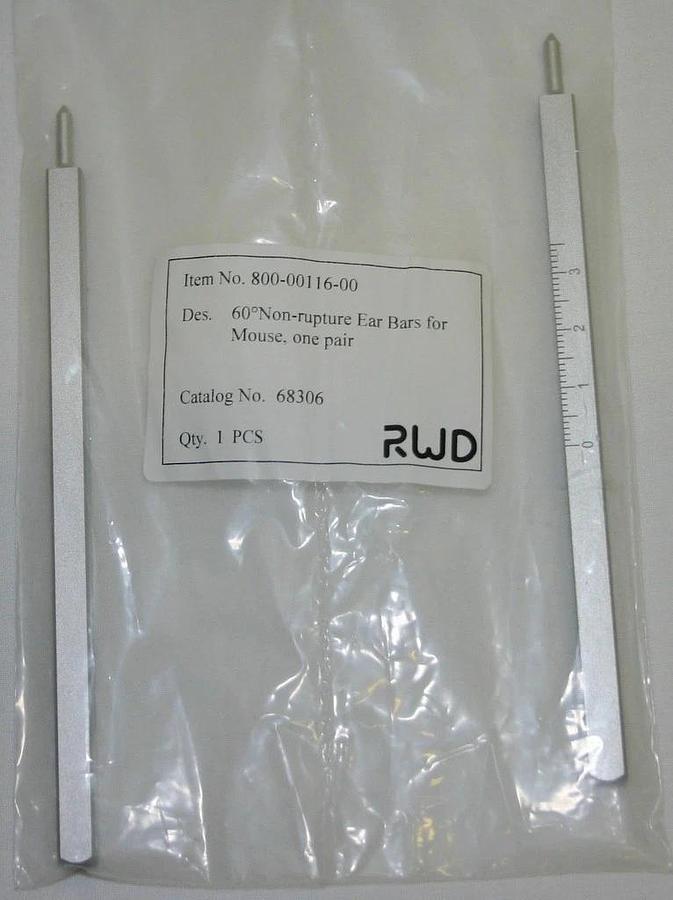 Item No. 800-00116-00
Des. 60°Non-rupture Ear Bars for
Mouse, one pair
Catalog No. 68306
Qty. 1 PCS
RWD
3
2
1
0